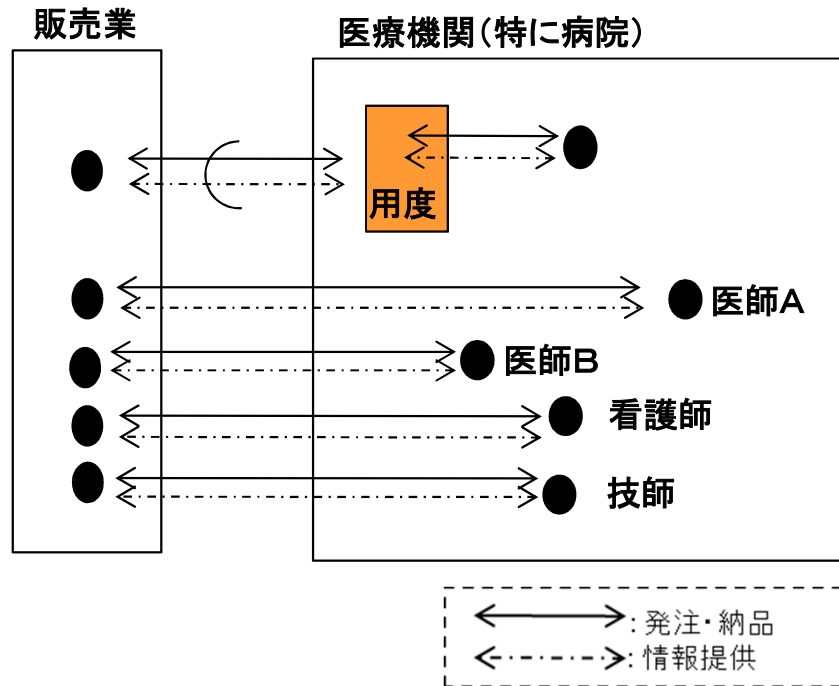 販売業
医療機関(特に病院)
用度
医師A
医師B
看護師
技師
:発注・納品
:情報提供